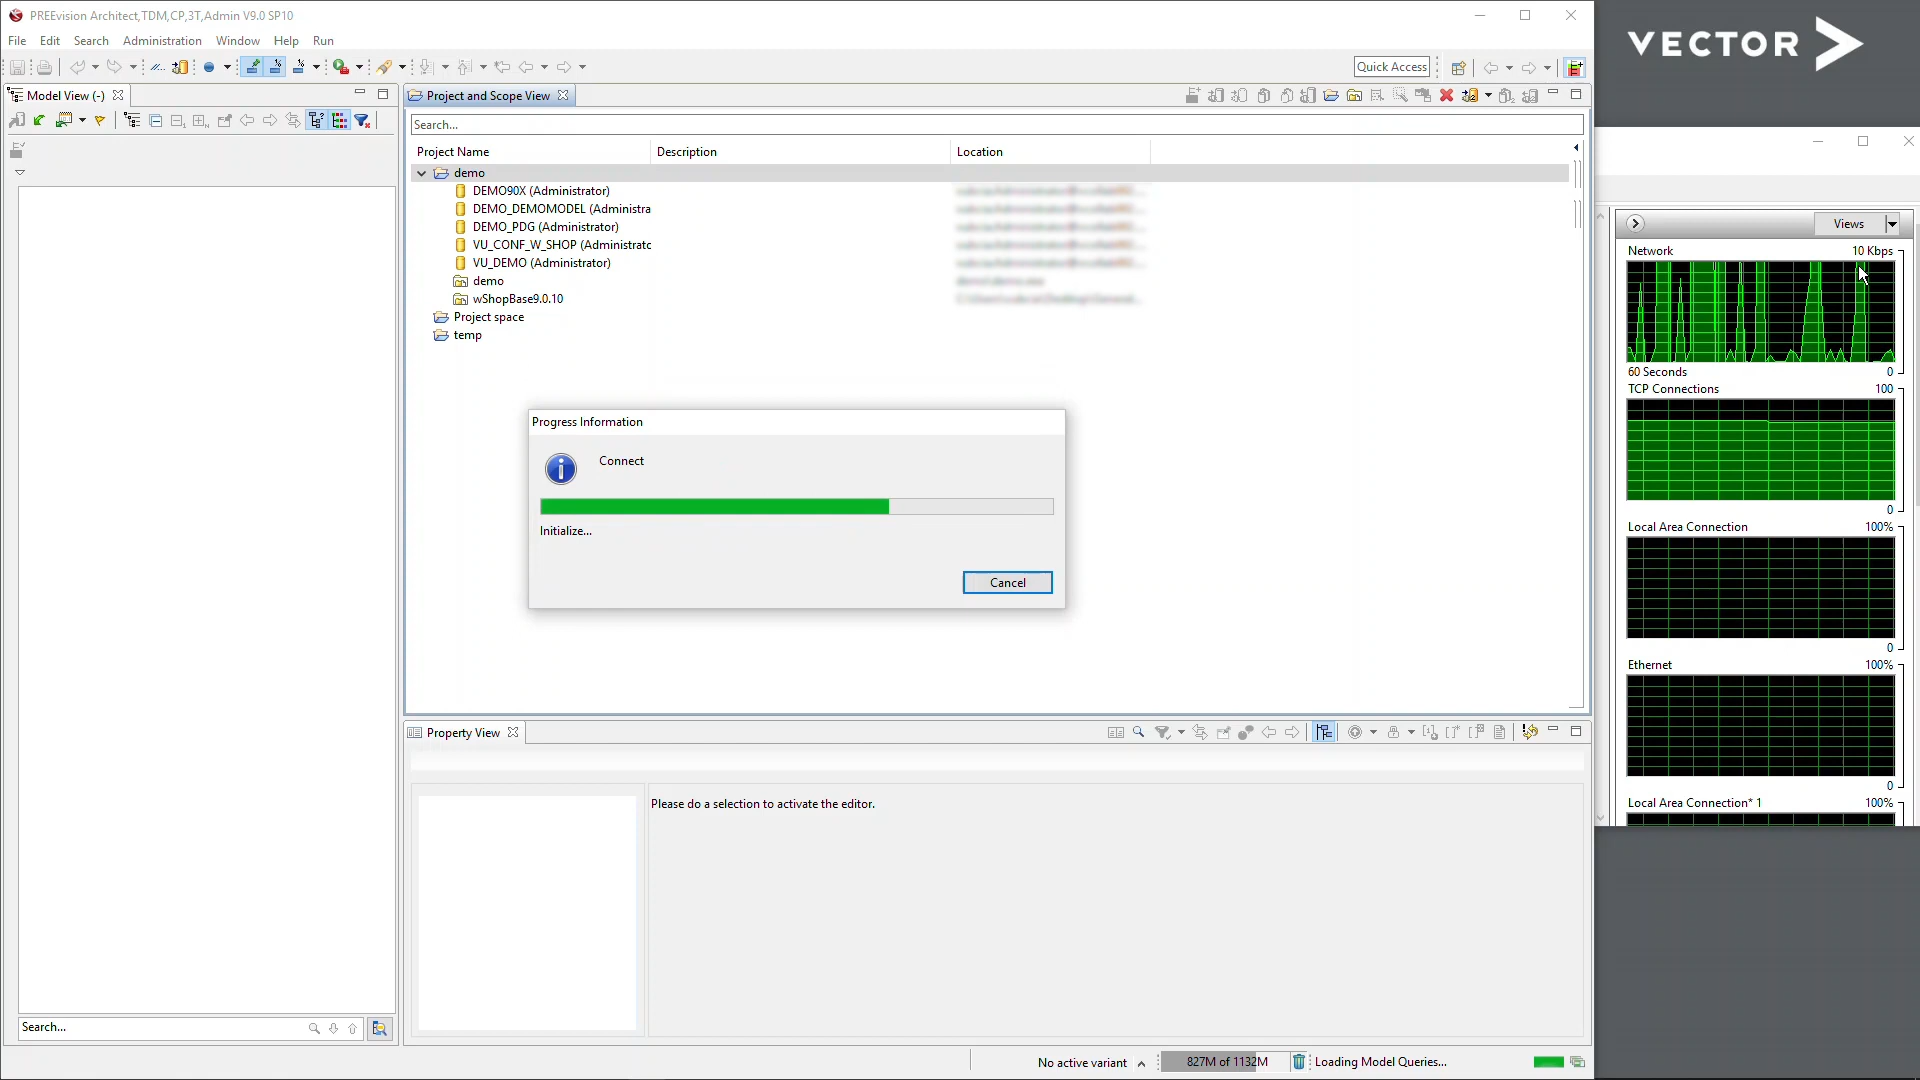 PREEvision Architect,TDM,CP,3T,Admin V9.0 SP10
VECTOR
File Edit Search Administration Window Help Run
Quick Access
Model View (-)
Project and Scope View
Search...
Project Name Description Location
demo
DEMO90X (Administrator)
DEMO_DEMOMODEL (Administra
DEMO_PDG (Administrator)
VU_CONF_W_SHOP (Administratc
VU_DEMO (Administrator)
demo
wShopBase9.0.10
Project space
temp
Progress Information
Connect
Initialize...
Cancel
Property View
Please do a selection to activate the editor.
Search...
No active variant
827M of 1132M
Loading Model Queries...
Views
Network 10 Kbps
60 Seconds 0
TCP Connections 100
0
Local Area Connection 100%
0
Ethernet 100%
0
Local Area Connection* 1 100%